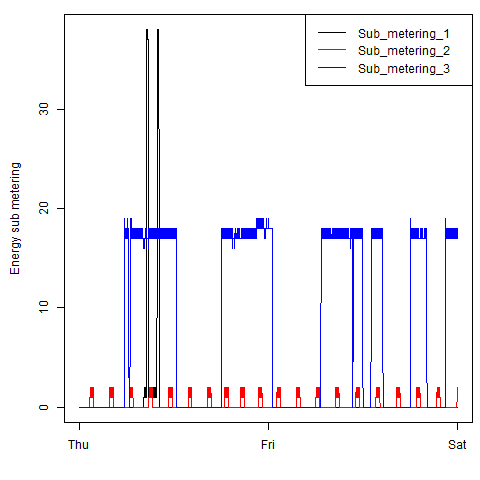 Sub_metering_1
Sub_metering_2
Sub_metering_3
Energy sub metering
30
20
10
0
Thu Fri Sat